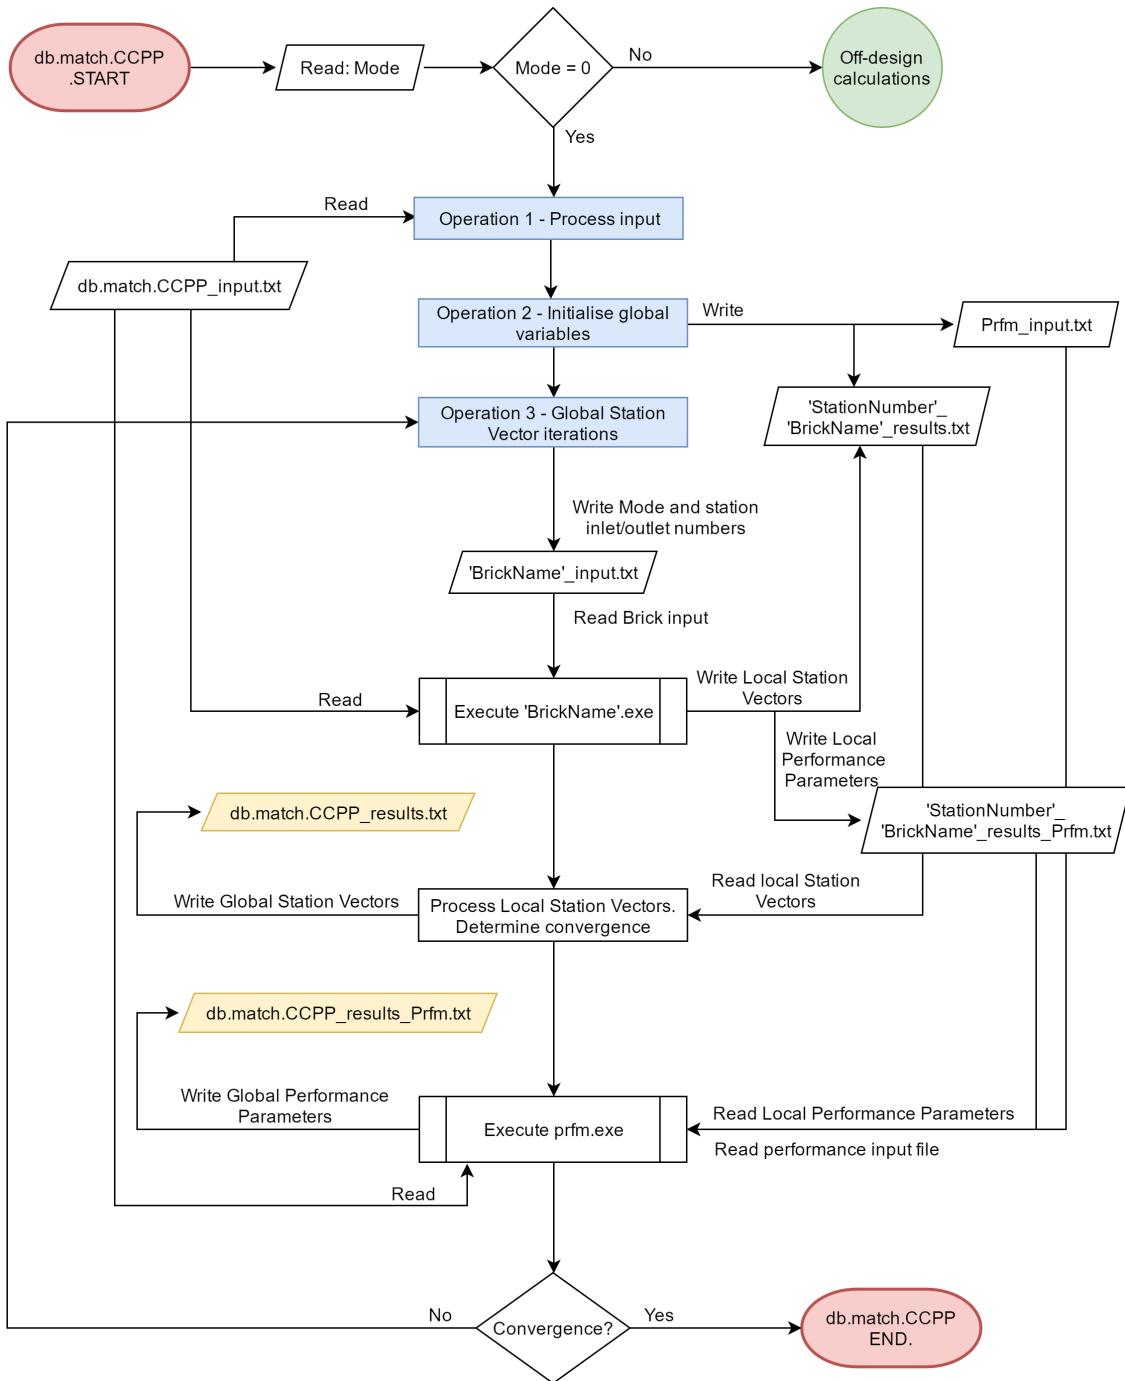 db.match.CCPP
.START
Read: Mode
Mode = 0
No
Off-design
calculations
Yes
Read
Operation 1 - Process input
db.match.CCPP_input.txt
Operation 2 - Initialise global
variables
Write
Prfm_input.txt
Operation 3 - Global Station
Vector iterations
'StationNumber'_
'BrickName'_results.txt
Write Mode and station
inlet/outlet numbers
'BrickName'_input.txt
Read Brick input
Read
Execute 'BrickName'.exe
Write Local Station
Vectors
Write Local
Performance
Parameters
db.match.CCPP_results.txt
'StationNumber'_
'BrickName'_results_Prfm.txt
Write Global Station Vectors
Process Local Station Vectors.
Determine convergence
Read local Station
Vectors
db.match.CCPP_results_Prfm.txt
Write Global Performance
Parameters
Execute prfm.exe
Read Local Performance Parameters
Read performance input file
Read
No
Convergence?
Yes
db.match.CCPP
END.